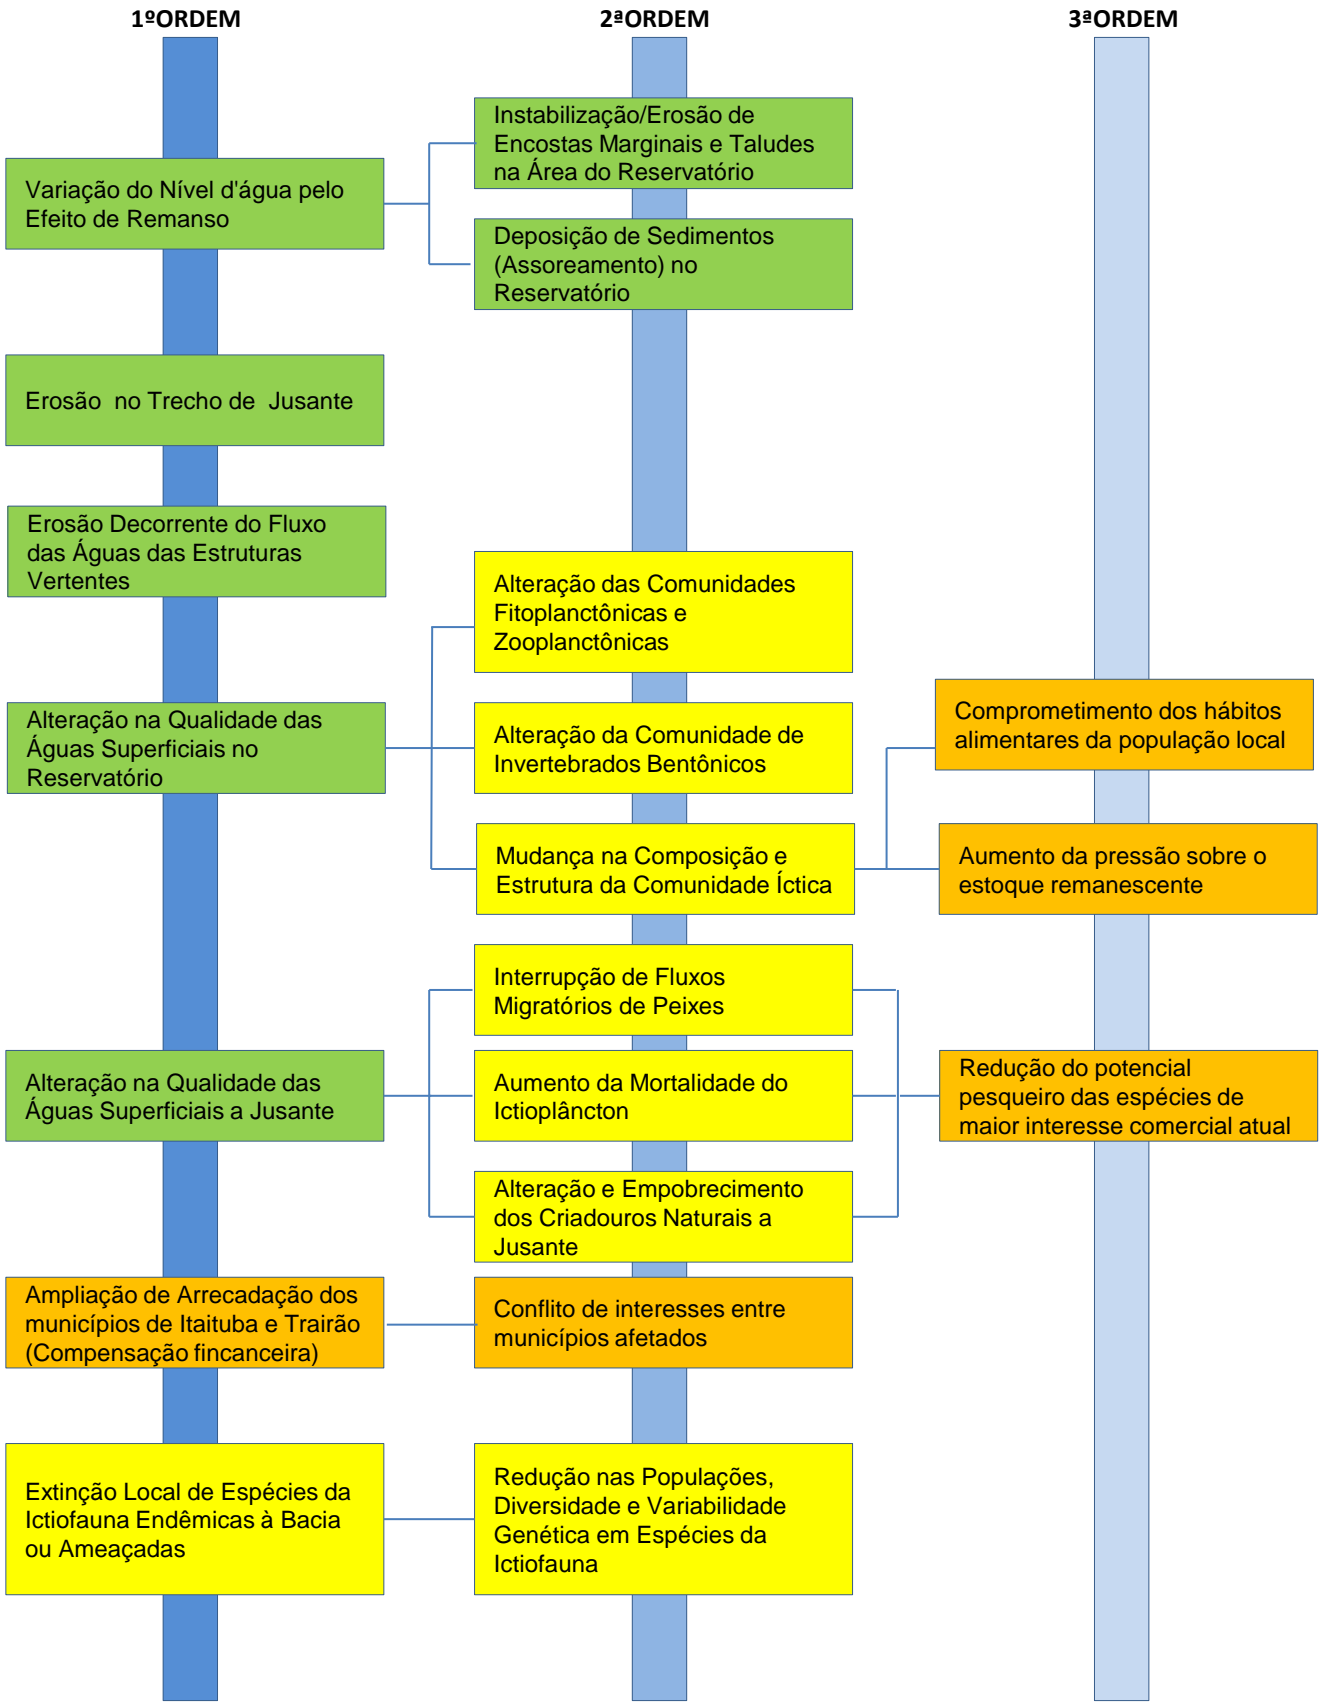 1ºORDEM
2ªORDEM
3ªORDEM
Instabilização/Erosão de
Encostas Marginais e Taludes
na Área do Reservatório
Variação do Nível d'água pelo
Efeito de Remanso
Deposição de Sedimentos
(Assoreamento) no
Reservatório
Erosão no Trecho de Jusante
Erosão Decorrente do Fluxo
das Águas das Estruturas
Vertentes
Alteração das Comunidades
Fitoplanctônicas e
Zooplanctônicas
Alteração na Qualidade das
Águas Superficiais no
Reservatório
Alteração da Comunidade de
Invertebrados Bentônicos
Comprometimento dos hábitos
alimentares da população local
Mudança na Composição e
Estrutura da Comunidade Íctica
Aumento da pressão sobre o
estoque remanescente
Interrupção de Fluxos
Migratórios de Peixes
Alteração na Qualidade das
Águas Superficiais a Jusante
Aumento da Mortalidade do
Ictioplâncton
Redução do potencial
pesqueiro das espécies de
maior interesse comercial atual
Alteração e Empobrecimento
dos Criadouros Naturais a
Jusante
Ampliação de Arrecadação dos
municípios de Itaituba e Trairão
(Compensação fincanceira)
Conflito de interesses entre
municípios afetados
Extinção Local de Espécies da
Ictiofauna Endêmicas à Bacia
ou Ameaçadas
Redução nas Populações,
Diversidade e Variabilidade
Genética em Espécies da
Ictiofauna